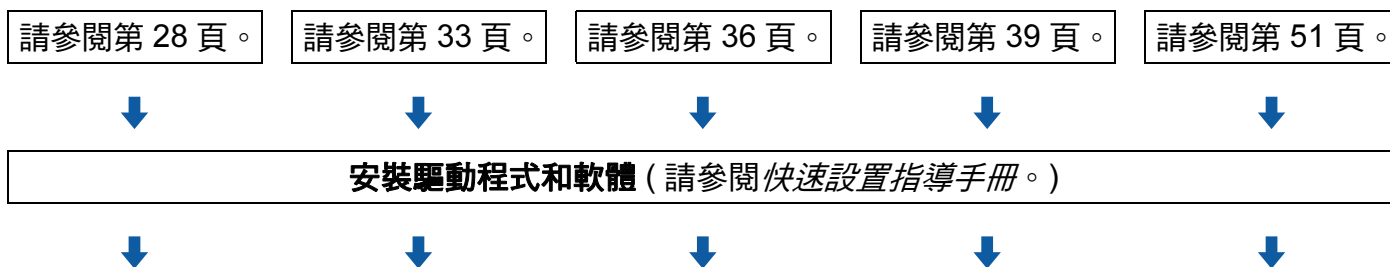 請參閱第 28 頁。 請參閱第 33 頁。 請參閱第 36 頁。 請參閱第 39 頁。 請參閱第 51 頁。
安裝驅動程式和軟體 ( 請參閱快速設置指導手冊。)